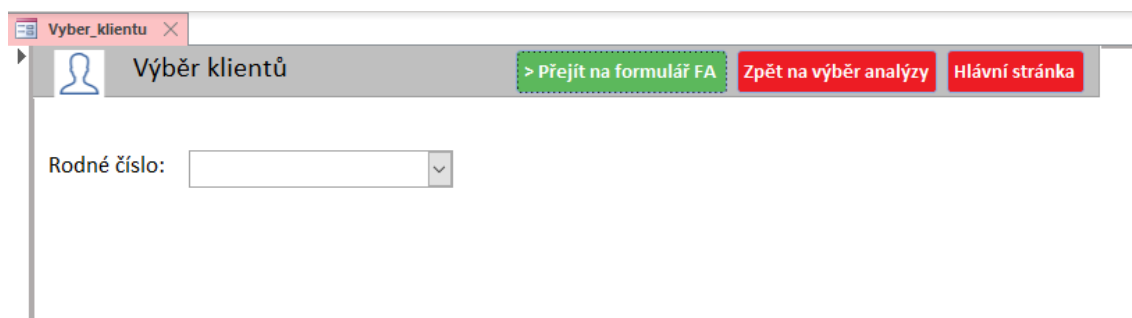 Vyber_klientu
Výběr klientů > Přejít na formulář FA Zpět na výběr analýzy Hlávní stránka
Rodné číslo: